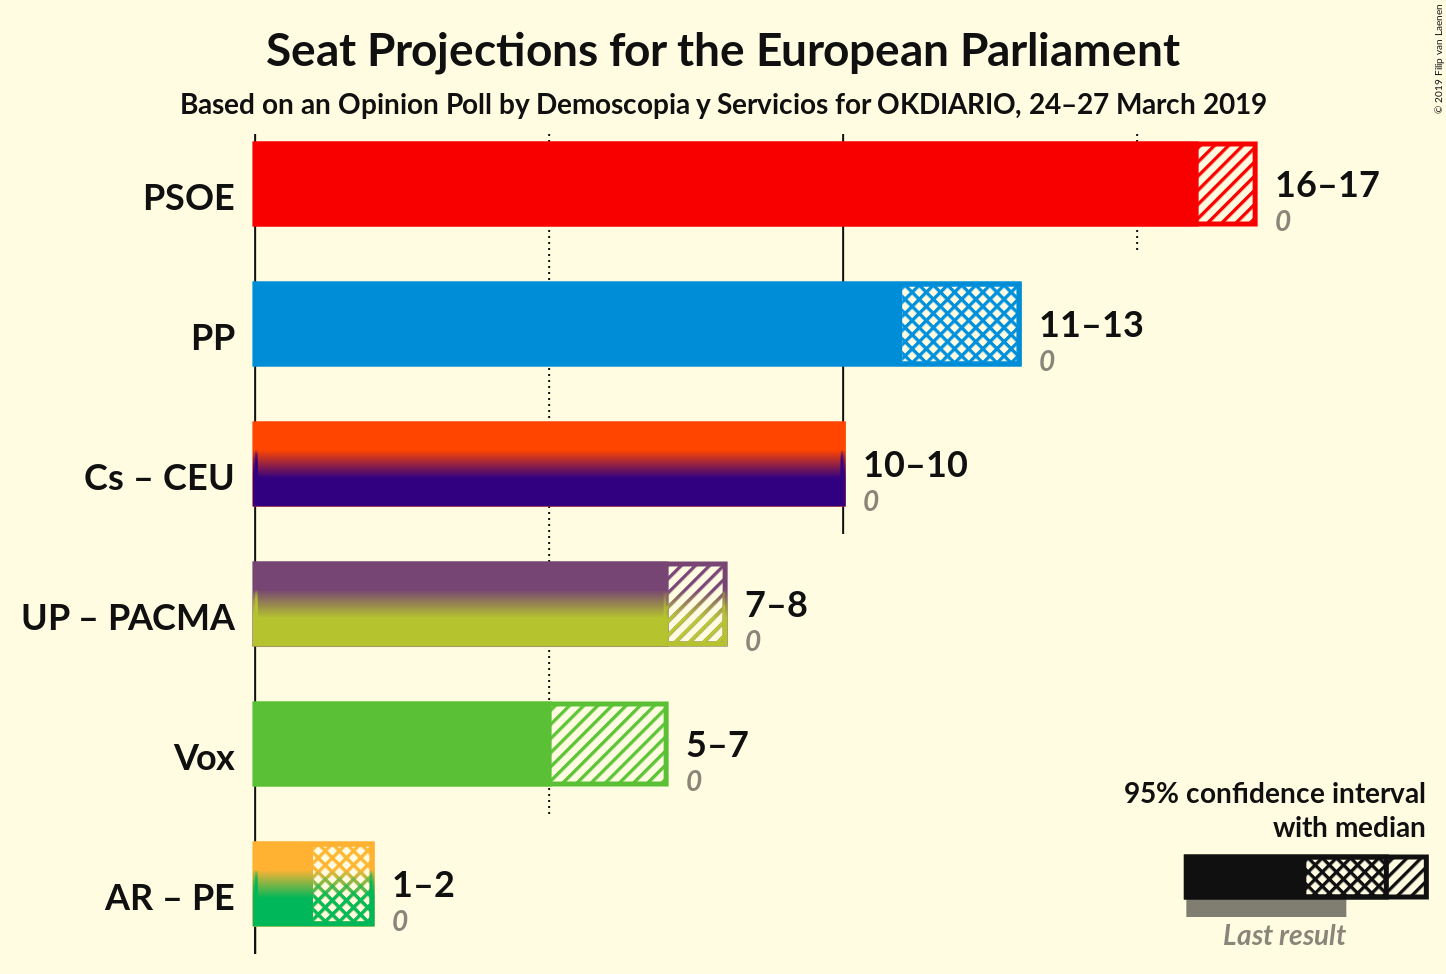 Seat Projections for the European Parliament
Based on an Opinion Poll by Demoscopia y Servicios for OKDIARIO, 24–27 March 2019
© 2019 Filip van Laenen
PSOE
16–17
0
PP
11–13
0
Cs – CEU
10–10
0
UP – PACMA
7–8
0
Vox
5–7
0
AR – PE
1–2
0
95% confidence interval
with median
Last result